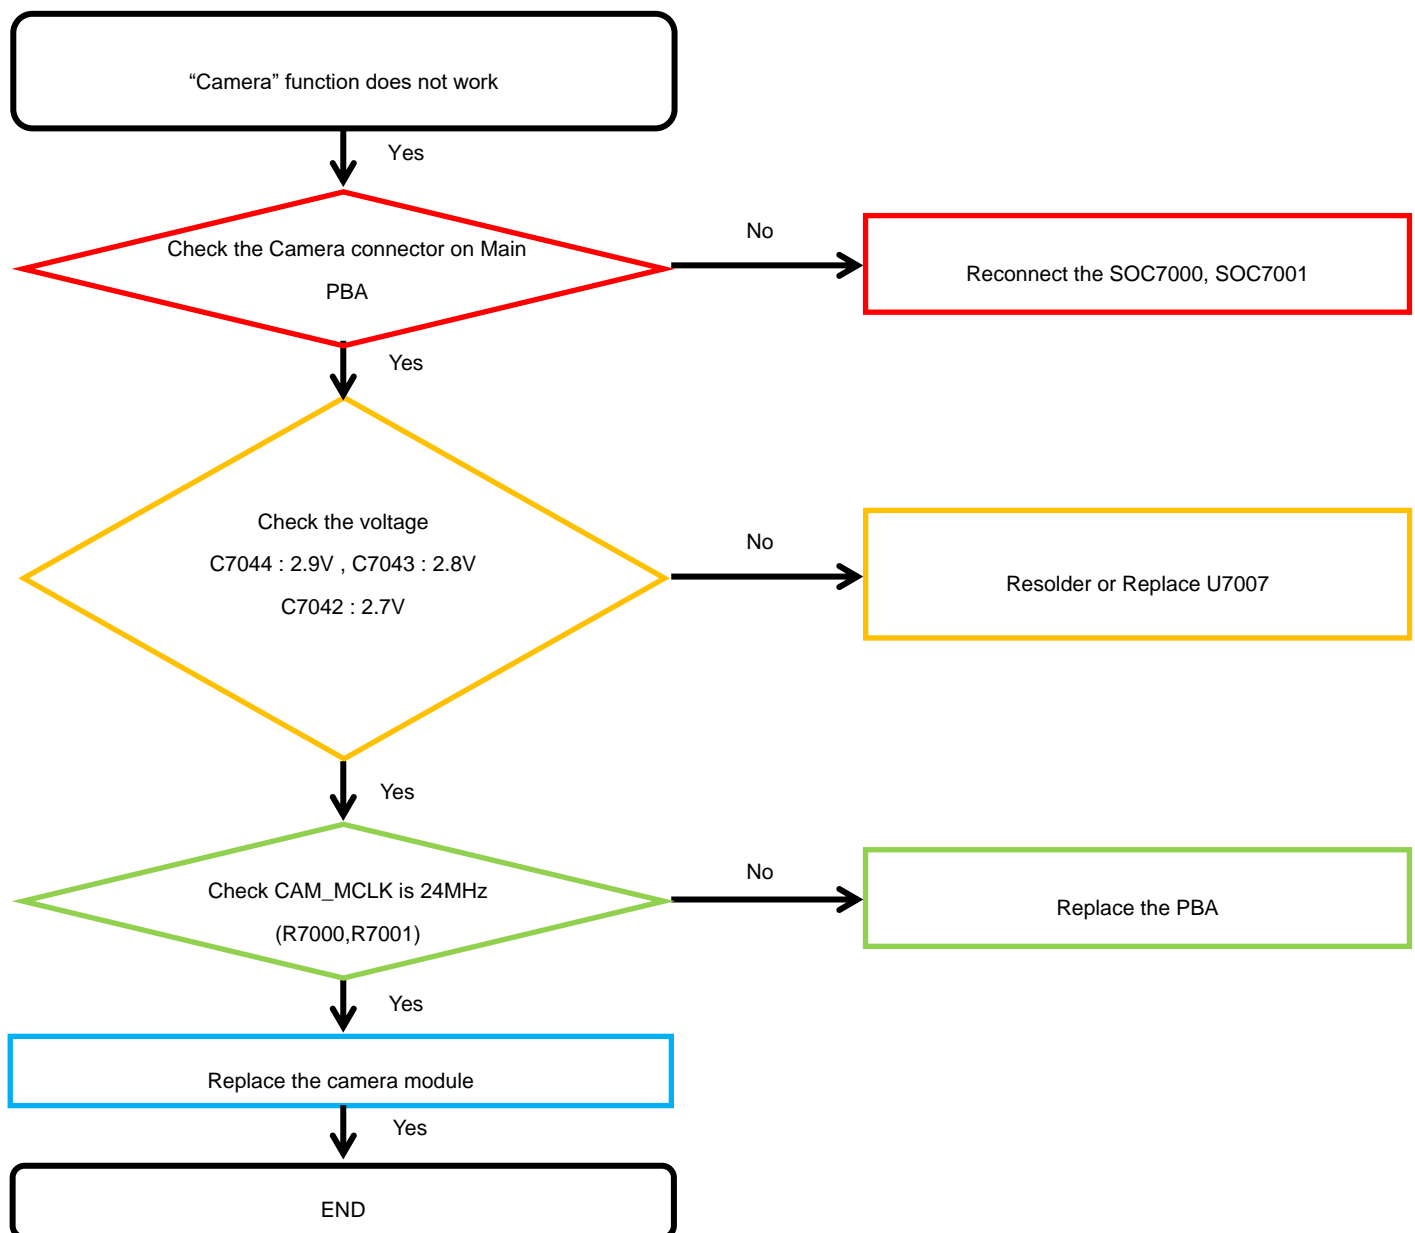 “Camera” function does not work
Yes
Check the Camera connector on Main
PBA
No
Reconnect the SOC7000, SOC7001
Yes
Check the voltage
C7044 : 2.9V , C7043 : 2.8V
C7042 : 2.7V
No
Resolder or Replace U7007
Yes
Check CAM_MCLK is 24MHz
(R7000,R7001)
No
Replace the PBA
Yes
Replace the camera module
Yes
END